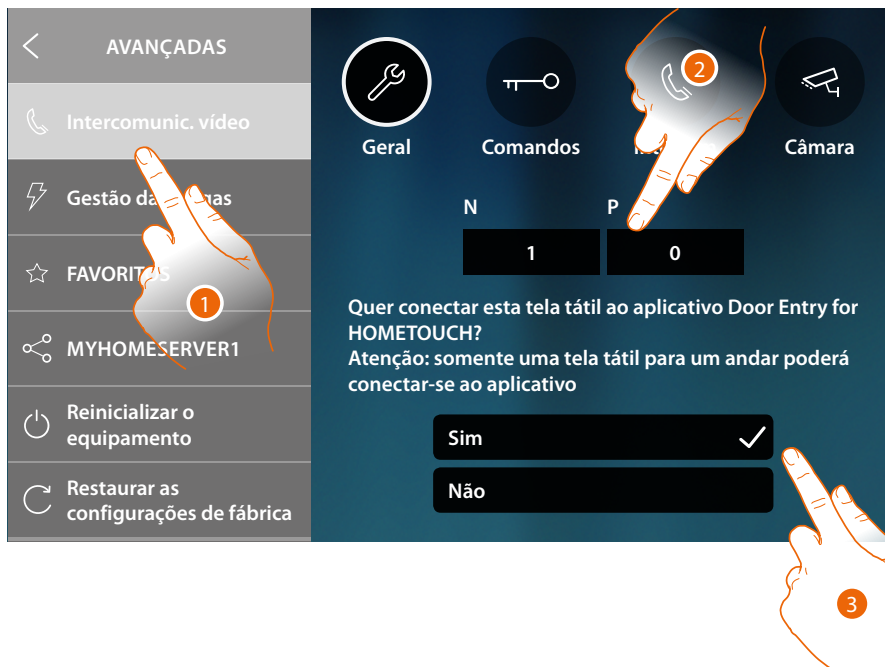 AVANÇADAS
Intercomunic. vídeo
Gestão das
FAVORITOS
MYHOMESERVER1
Reinicializar o
equipamento
Restaurar as
configurações de fábrica
Geral
Comandos
Câmara
N
P
1
0
Quer conectar esta tela tátil ao aplicativo Door Entry for
HOMETOUCH?
Atenção: somente uma tela tátil para um andar poderá
conectar-se ao aplicativo
Sim
Não
1
2
3